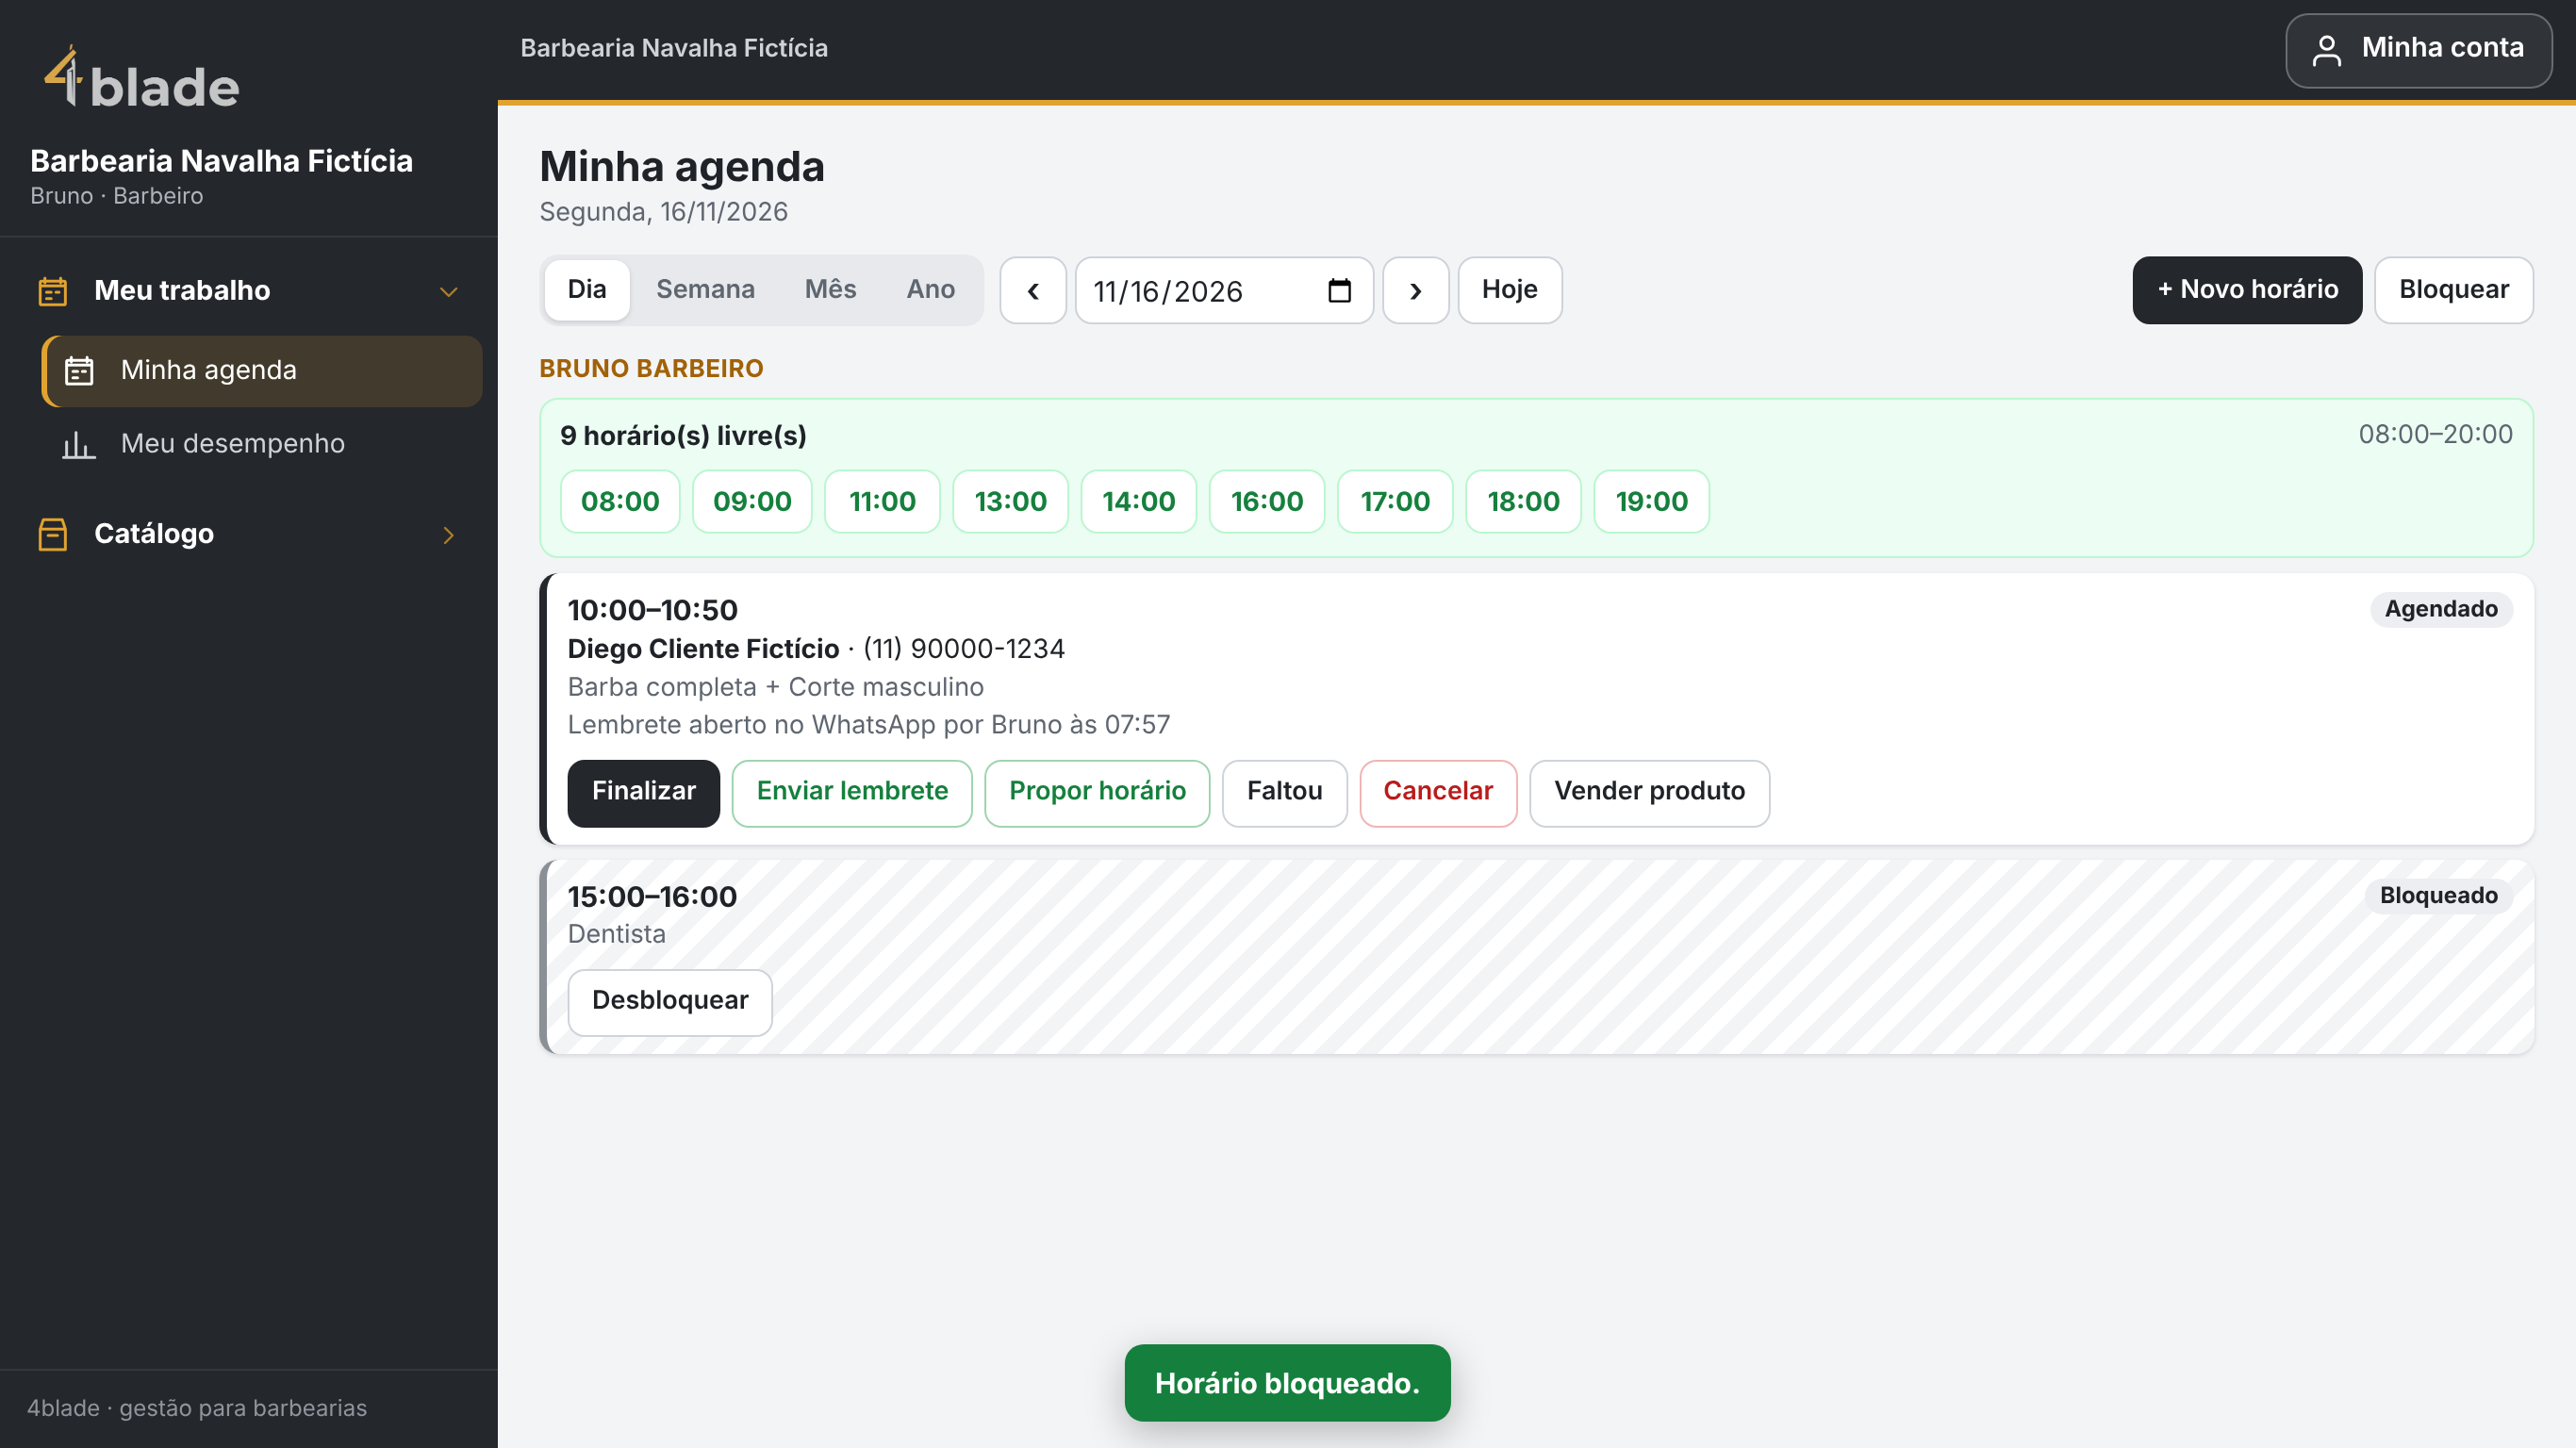 4blade
Barbearia Navalha Fictícia
Bruno · Barbeiro
Meu trabalho
Minha agenda
Meu desempenho
Catálogo
4blade · gestão para barbearias
Barbearia Navalha Fictícia
Minha conta
Minha agenda
Segunda, 16/11/2026
Dia Semana Mês Ano ‹ 11/16/2026 › Hoje + Novo horário Bloquear
BRUNO BARBEIRO
9 horário(s) livre(s) 08:00–20:00
08:00 09:00 11:00 13:00 14:00 16:00 17:00 18:00 19:00
10:00–10:50 Agendado
Diego Cliente Fictício · (11) 90000-1234
Barba completa + Corte masculino
Lembrete aberto no WhatsApp por Bruno às 07:57
Finalizar Enviar lembrete Propor horário Faltou Cancelar Vender produto
15:00–16:00 Bloqueado
Dentista
Desbloquear
Horário bloqueado.